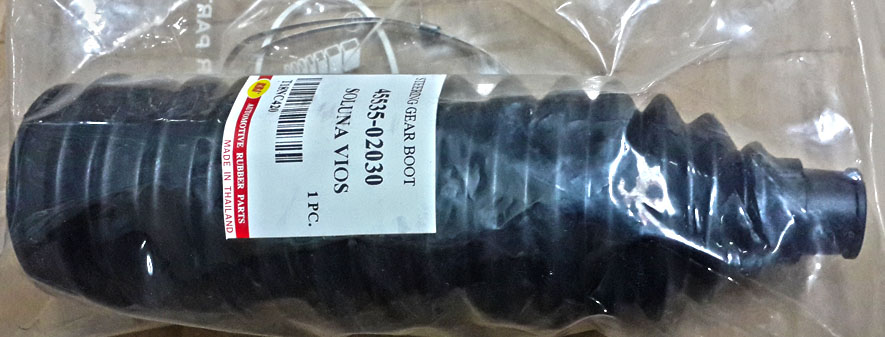 STEERING GEAR BOOT
45535-02030
SOLUNA VIOS
1 PC.
AUTOMOTIVE RUBBER PARTS
MADE IN THAILAND